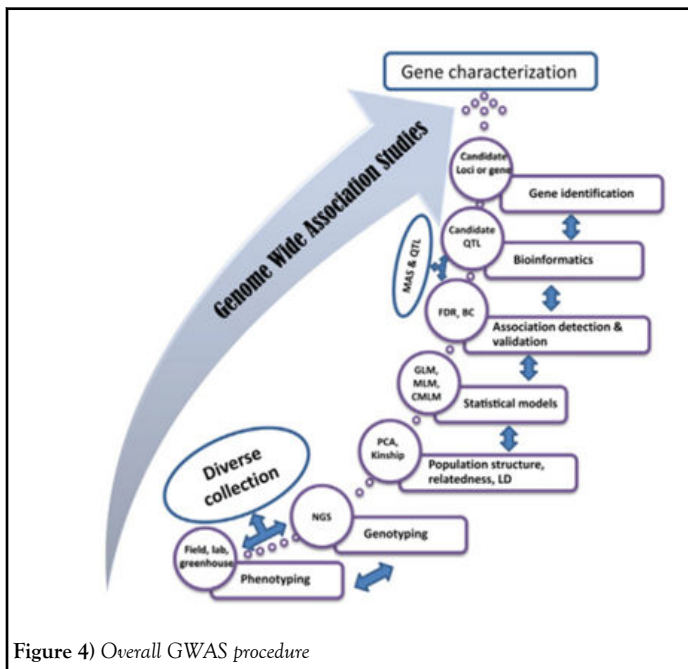 Gene characterization
Genome Wide Association Studies
Candidate
Loci or gene
Gene identification
Candidate
QTL
Bioinformatics
MAS & QTL
FDR, BC
Association detection &
validation
GLM,
MLM,
CMLM
Statistical models
PCA,
Kinship
Population structure,
relatedness, LD
Diverse
collection
NGS
Genotyping
Field, lab,
greenhouse
Phenotyping
Figure 4) Overall GWAS procedure